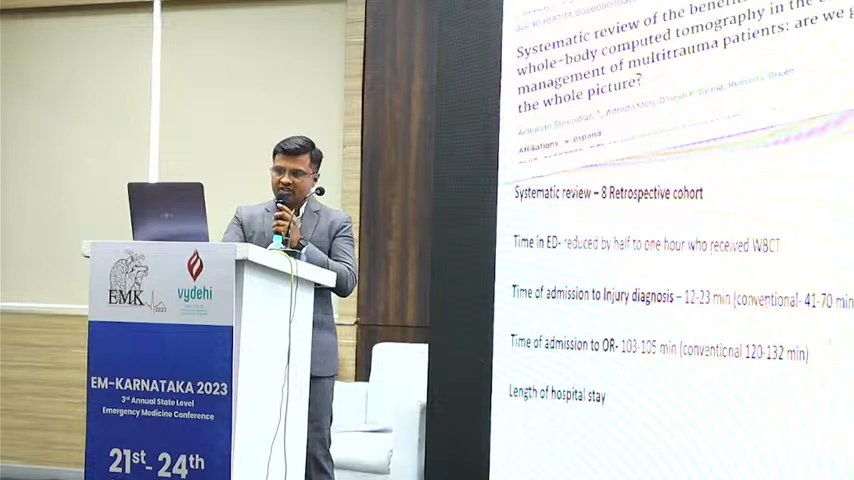 EMK
2023
vydehi
EM-KARNATAKA 2023
3rd Annual State Level
Emergency Medicine Conference
21st - 24th
Systematic review of the benefits
whole-body computed tomography in the
management of multitrauma patients: are we
the whole picture?
Affiliations + expand
Systematic review – 8 Retrospective cohort
Time in ED- reduced by half to one hour who received WBCT
Time of admission to Injury diagnosis – 12-23 min (conventional- 41-70 min
Time of admission to OR- 103-105 min (conventional 120-132 min)
Length of hospital stay